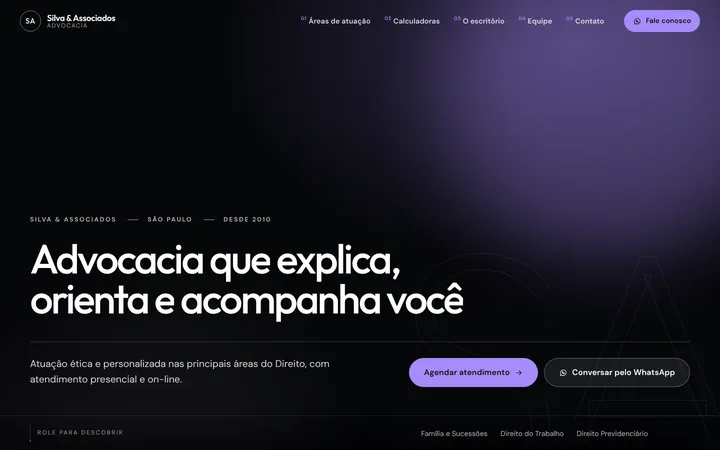 SA
Silva & Associados
ADVOCACIA
01 Áreas de atuação
02 Calculadoras
03 O escritório
04 Equipe
05 Contato
Fale conosco
SILVA & ASSOCIADOS — SÃO PAULO — DESDE 2010
Advocacia que explica,
orienta e acompanha você
Atuação ética e personalizada nas principais áreas do Direito, com
atendimento presencial e on-line.
Agendar atendimento →
Conversar pelo WhatsApp
SA
ROLE PARA DESCOBRIR
Família e Sucessões
Direito do Trabalho
Direito Previdenciário